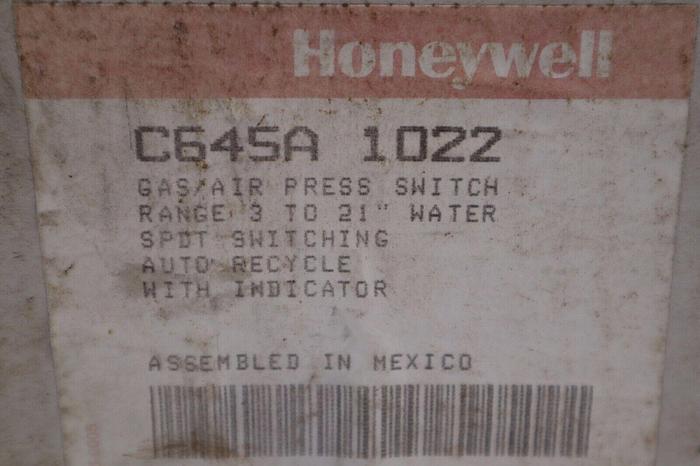 Honeywell
C645A 1022
GAS/AIR PRESS SWITCH
RANGE 3 TO 21" WATER
SPDT SWITCHING
AUTO RECYCLE
WITH INDICATOR
ASSEMBLED IN MEXICO